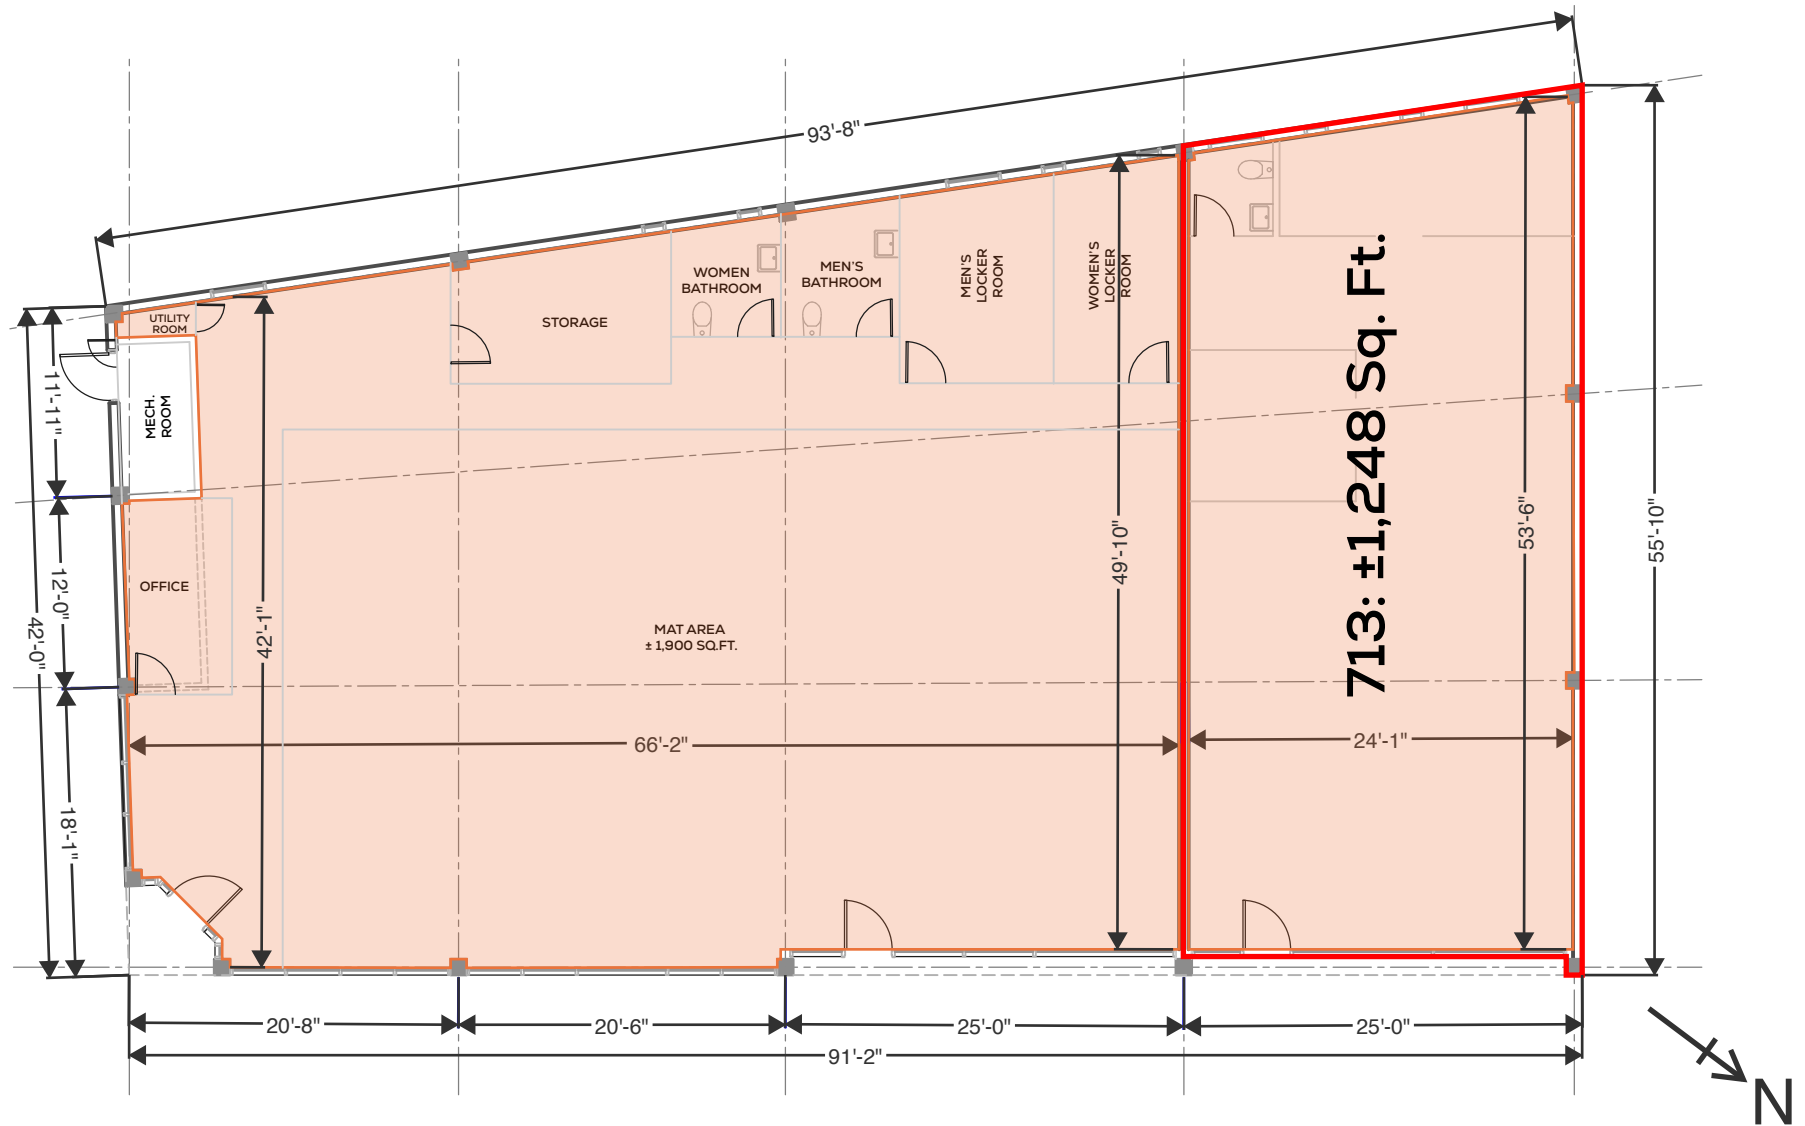 93'-8"
UTILITY
ROOM
MECH.
ROOM
STORAGE
WOMEN
BATHROOM
MEN'S
BATHROOM
MEN'S
LOCKER
ROOM
WOMEN'S
LOCKER
ROOM
713: ±1,248 Sq. Ft.
11'-11"
12'-0"
42'-0"
18'-1"
OFFICE
42'-1"
MAT AREA
± 1,900 SQ.FT.
49'-10"
53'-6"
55'-10"
66'-2"
24'-1"
20'-8"
20'-6"
25'-0"
25'-0"
91'-2"
N